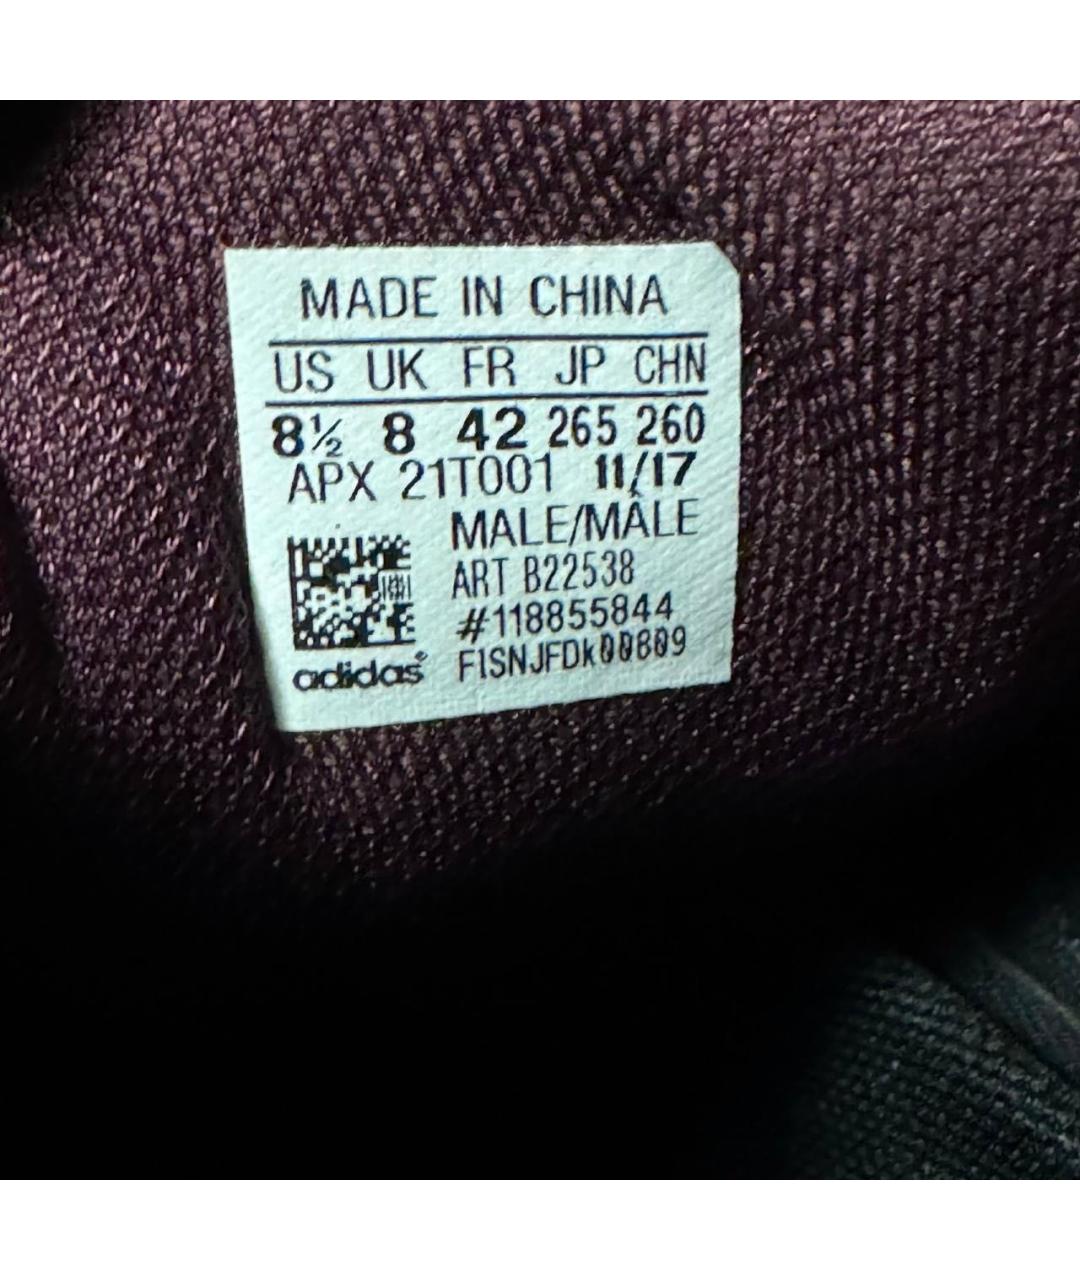 MADE IN CHINA
US UK FR JP CHN
8½ 8 42 265 260
APX 21T001 11/17
MALE/MÂLE
ART B22538
#118855844
F1SNJFDK00B09
adidas®